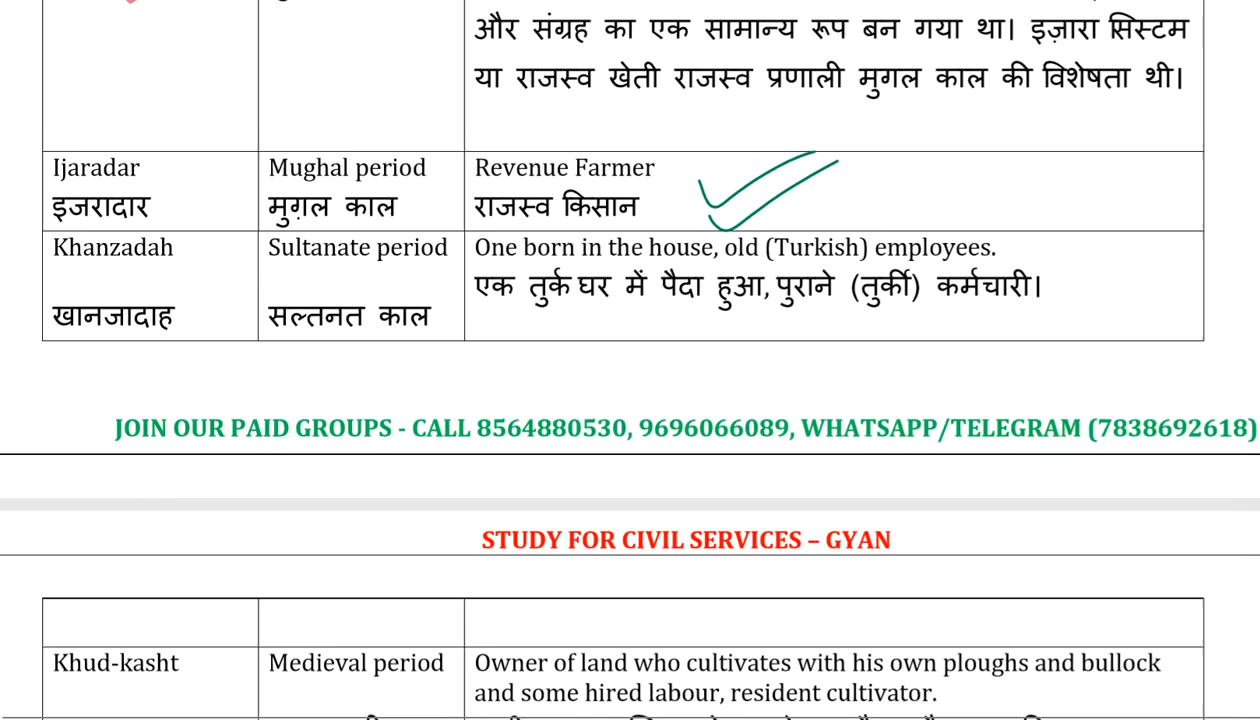 और संग्रह का एक सामान्य रूप बन गया था। इज़ारा सिस्टम
या राजस्व खेती राजस्व प्रणाली मुगल काल की विशेषता थी।
Ijaradar
इजरादार
Mughal period
मुग़ल काल
Revenue Farmer
राजस्व किसान
Khanzadah
खानजादाह
Sultanate period
सल्तनत काल
One born in the house, old (Turkish) employees.
एक तुर्क घर में पैदा हुआ, पुराने (तुर्की) कर्मचारी।
JOIN OUR PAID GROUPS - CALL 8564880530, 9696066089, WHATSAPP/TELEGRAM (7838692618)
STUDY FOR CIVIL SERVICES – GYAN
Khud-kasht
Medieval period
Owner of land who cultivates with his own ploughs and bullock
and some hired labour, resident cultivator.